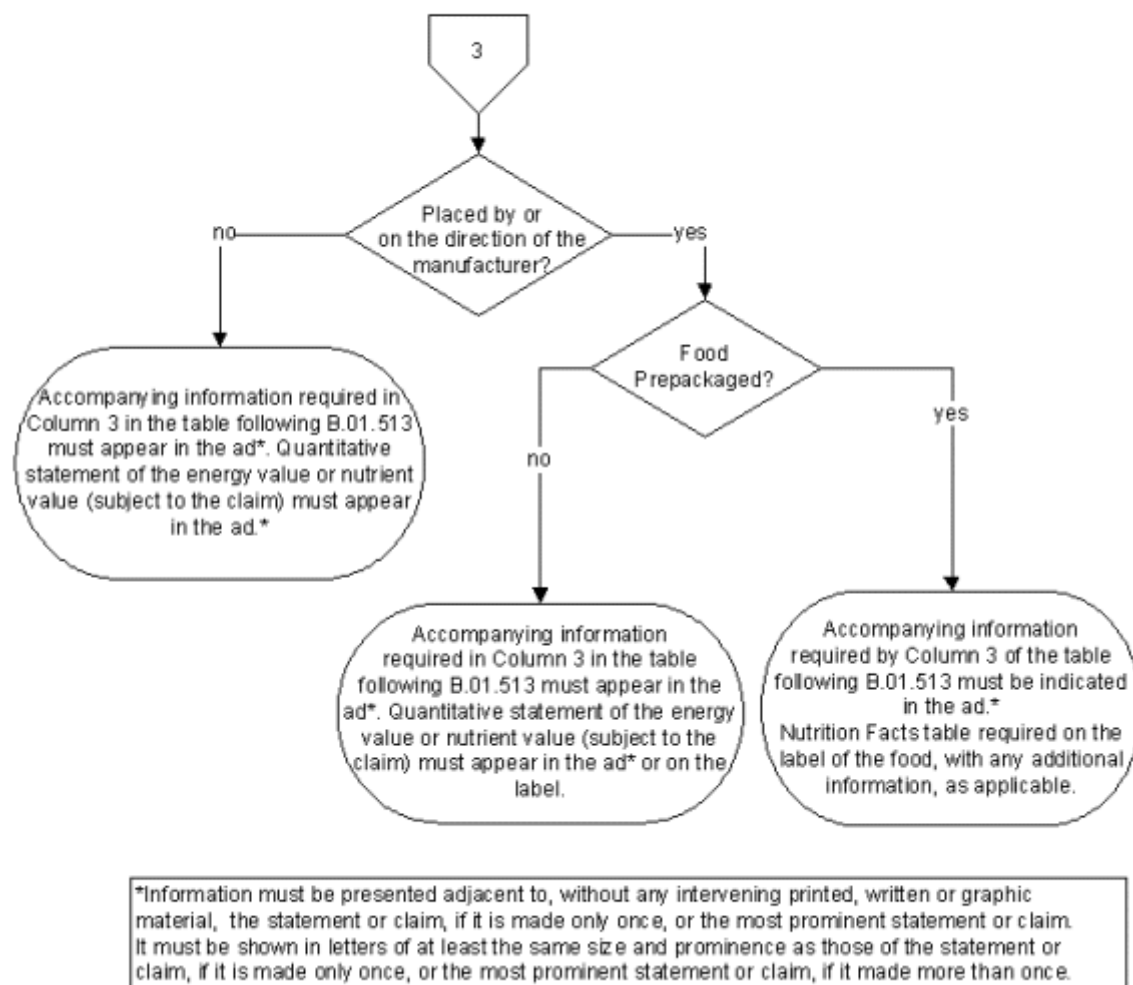 3
Placed by or
on the direction of the
manufacturer?
no
yes
Food
Prepackaged?
Accompanying information required in
Column 3 in the table following B.01.513
must appear in the ad*. Quantitative
statement of the energy value or nutrient
value (subject to the claim) must appear
in the ad.*
no
yes
Accompanying information
required in Column 3 in the table
following B.01.513 must appear in the
ad*. Quantitative statement of the energy
value or nutrient value (subject to the
claim) must appear in the ad* or on the
label.
Accompanying information
required by Column 3 of the table
following B.01.513 must be indicated
in the ad.*
Nutrition Facts table required on the
label of the food, with any additional
information, as applicable.
*Information must be presented adjacent to, without any intervening printed, written or graphic
material, the statement or claim, if it is made only once, or the most prominent statement or claim.
It must be shown in letters of at least the same size and prominence as those of the statement or
claim, if it is made only once, or the most prominent statement or claim, if it made more than once.